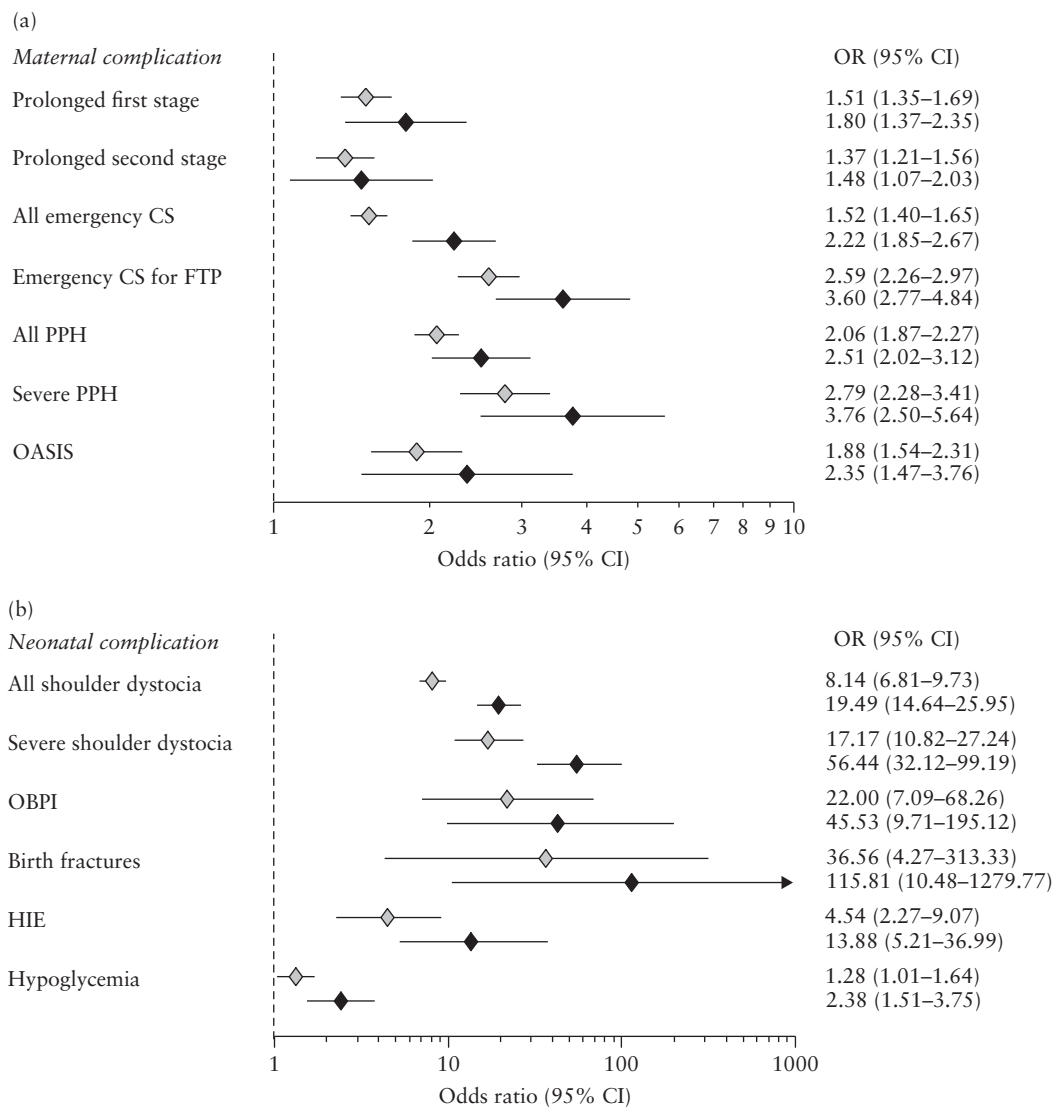 (a)
Maternal complication OR (95% CI)
Prolonged first stage 1.51 (1.35–1.69)
1.80 (1.37–2.35)
Prolonged second stage 1.37 (1.21–1.56)
1.48 (1.07–2.03)
All emergency CS 1.52 (1.40–1.65)
2.22 (1.85–2.67)
Emergency CS for FTP 2.59 (2.26–2.97)
3.60 (2.77–4.84)
All PPH 2.06 (1.87–2.27)
2.51 (2.02–3.12)
Severe PPH 2.79 (2.28–3.41)
3.76 (2.50–5.64)
OASIS 1.88 (1.54–2.31)
2.35 (1.47–3.76)
1 2 3 4 5 6 7 8 9 10
Odds ratio (95% CI)
(b)
Neonatal complication OR (95% CI)
All shoulder dystocia 8.14 (6.81–9.73)
19.49 (14.64–25.95)
Severe shoulder dystocia 17.17 (10.82–27.24)
56.44 (32.12–99.19)
OBPI 22.00 (7.09–68.26)
45.53 (9.71–195.12)
Birth fractures 36.56 (4.27–313.33)
115.81 (10.48–1279.77)
HIE 4.54 (2.27–9.07)
13.88 (5.21–36.99)
Hypoglycemia 1.28 (1.01–1.64)
2.38 (1.51–3.75)
1 10 100 1000
Odds ratio (95% CI)